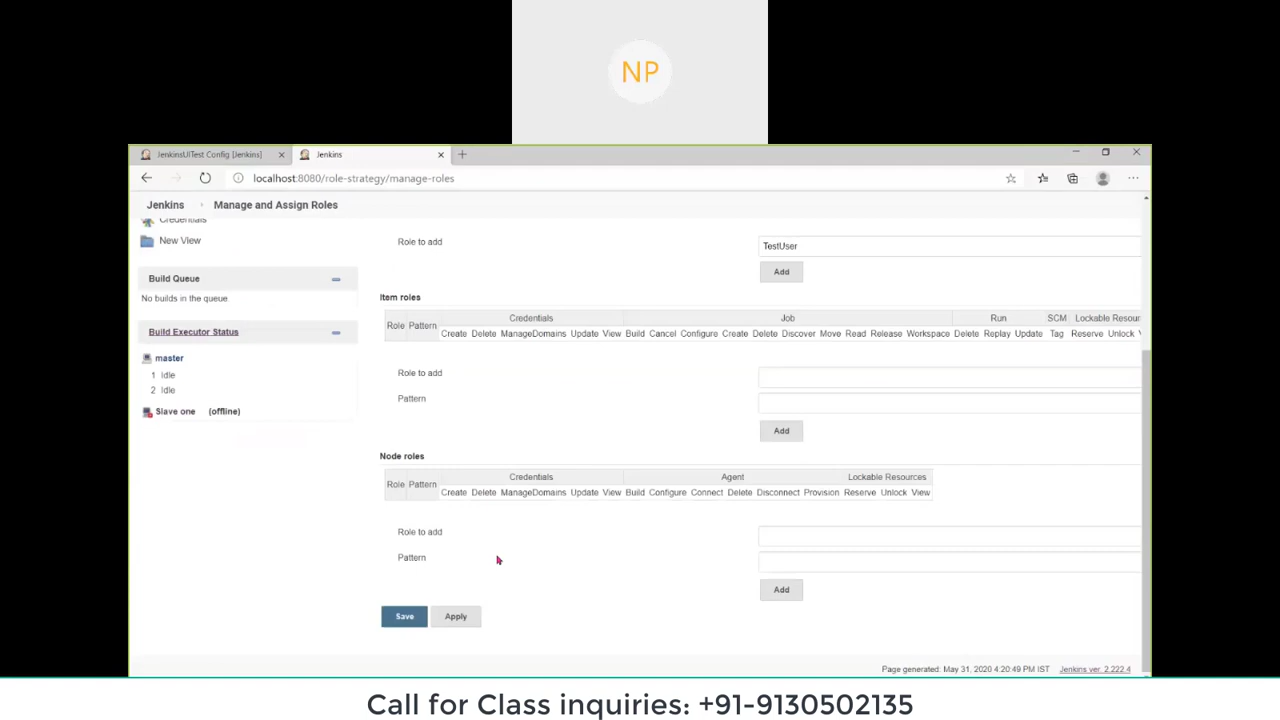 NP
JenkinsUITest Config [Jenkins]
Jenkins
localhost:8080/role-strategy/manage-roles
Jenkins Manage and Assign Roles
Credentials
New View
Build Queue
No builds in the queue
Build Executor Status
master
1 Idle
2 Idle
Slave one (offline)
Role to add
TestUser
Add
Item roles
Role Pattern Credentials Job Run SCM Lockable Resour
Create Delete ManageDomains Update View Build Cancel Configure Create Delete Discover Move Read Release Workspace Delete Replay Update Tag Reserve Unlock V
Role to add
Pattern
Add
Node roles
Role Pattern Credentials Agent Lockable Resources
Create Delete ManageDomains Update View Build Configure Connect Delete Disconnect Provision Reserve Unlock View
Role to add
Pattern
Add
Save Apply
Page generated: May 31, 2020 4:20:49 PM IST Jenkins ver. 2.222.4
Call for Class inquiries: +91-9130502135